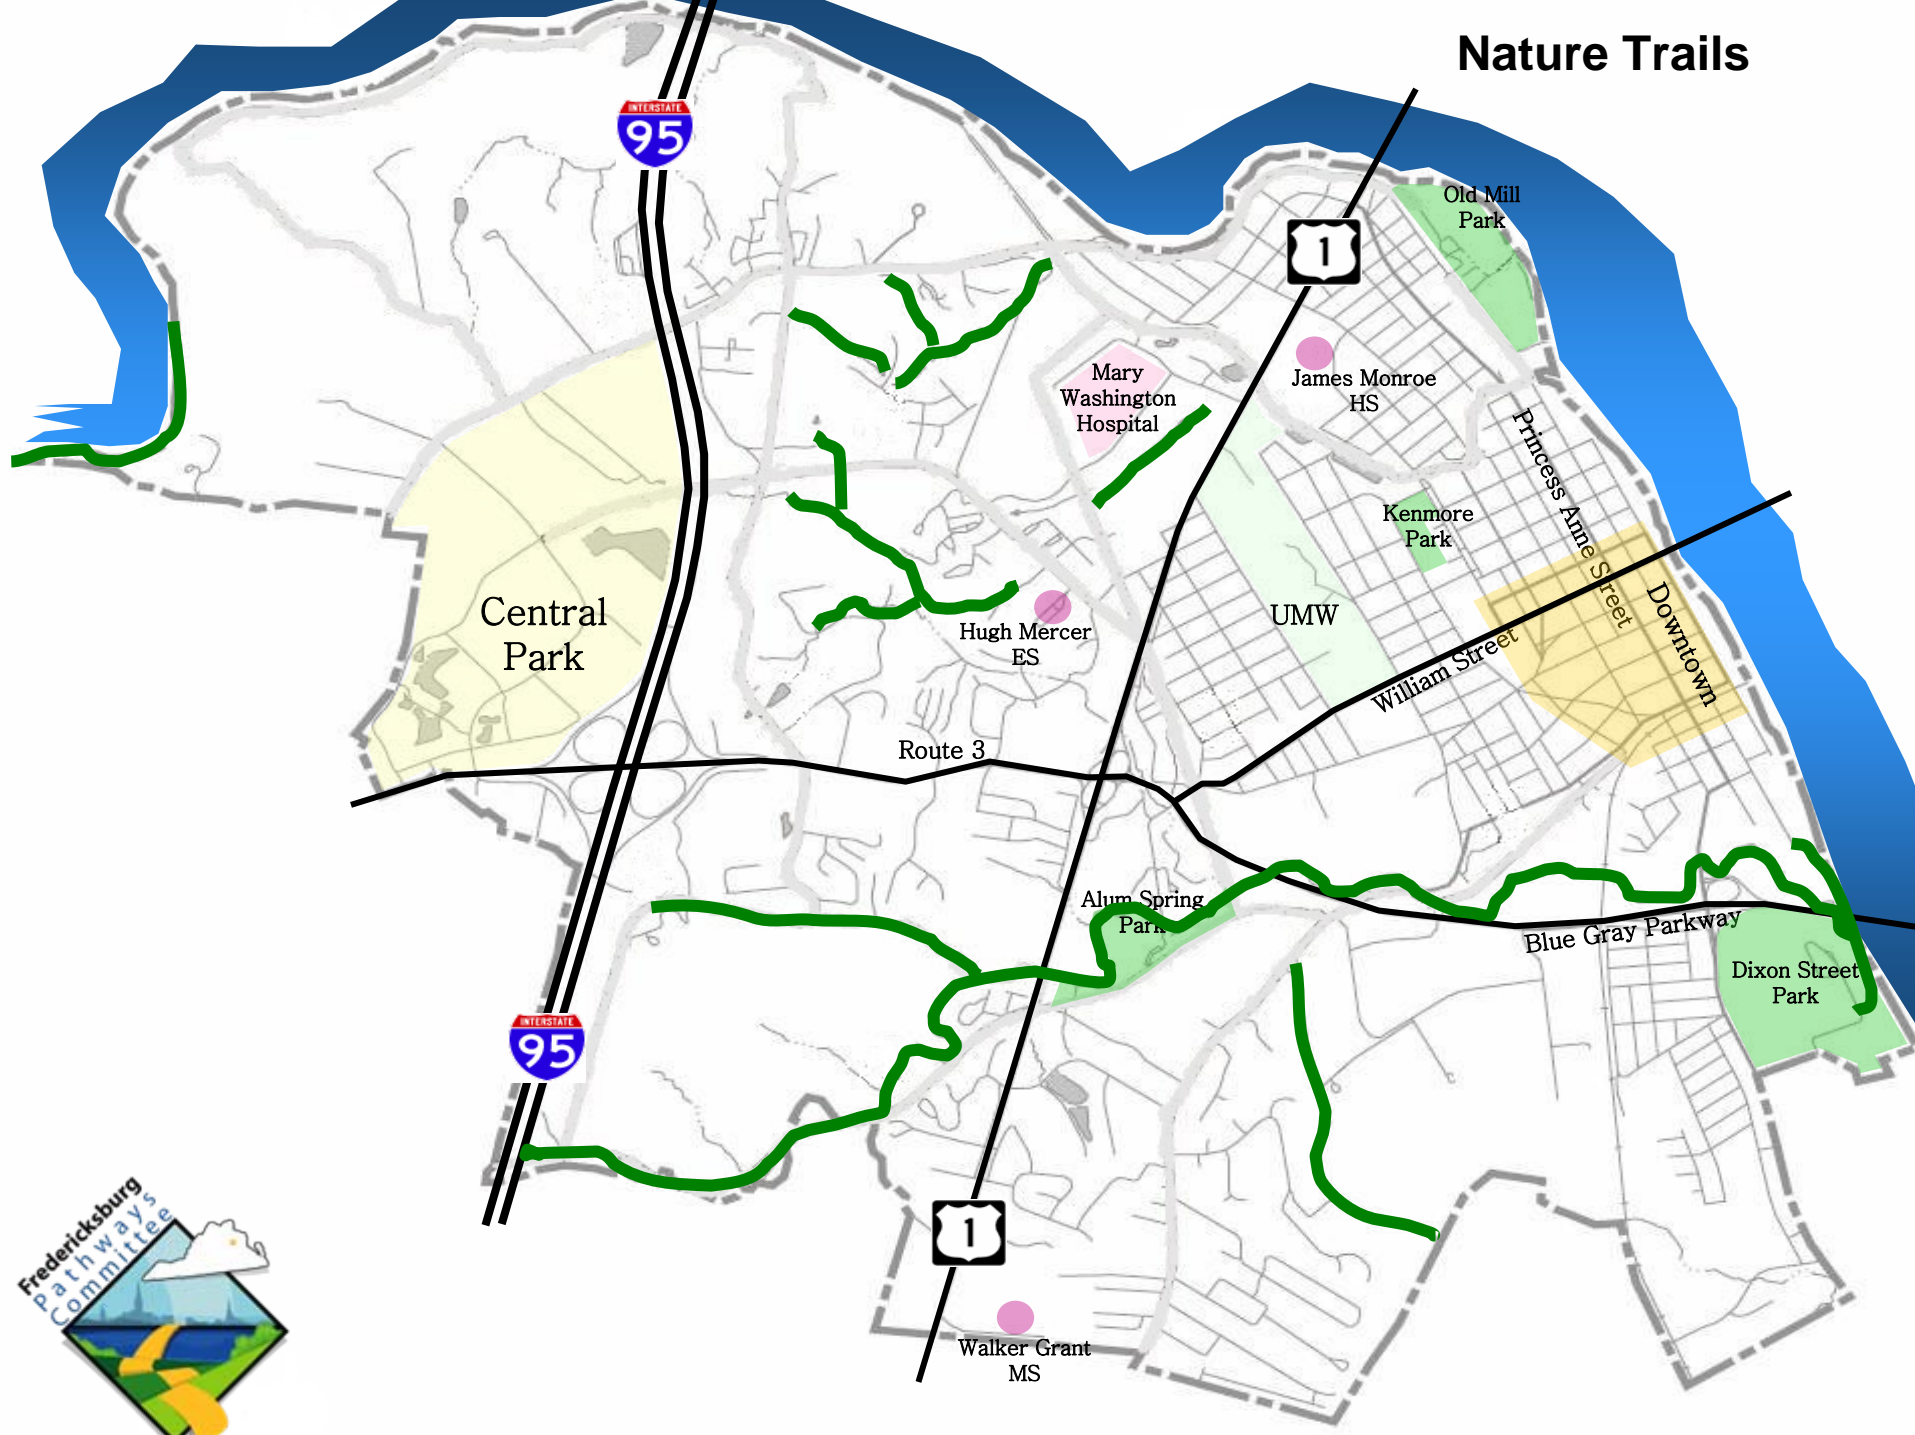 Nature Trails
INTERSTATE
95
Old Mill
Park
1
Mary
Washington
Hospital
James Monroe
HS
Princess Anne Street
Kenmore
Park
Central
Park
UMW
Downtown
Hugh Mercer
ES
William Street
Route 3
Alum Spring
Park
Blue Gray Parkway
Dixon Street
Park
INTERSTATE
95
1
Walker Grant
MS
Fredericksburg
Pathways
Committee